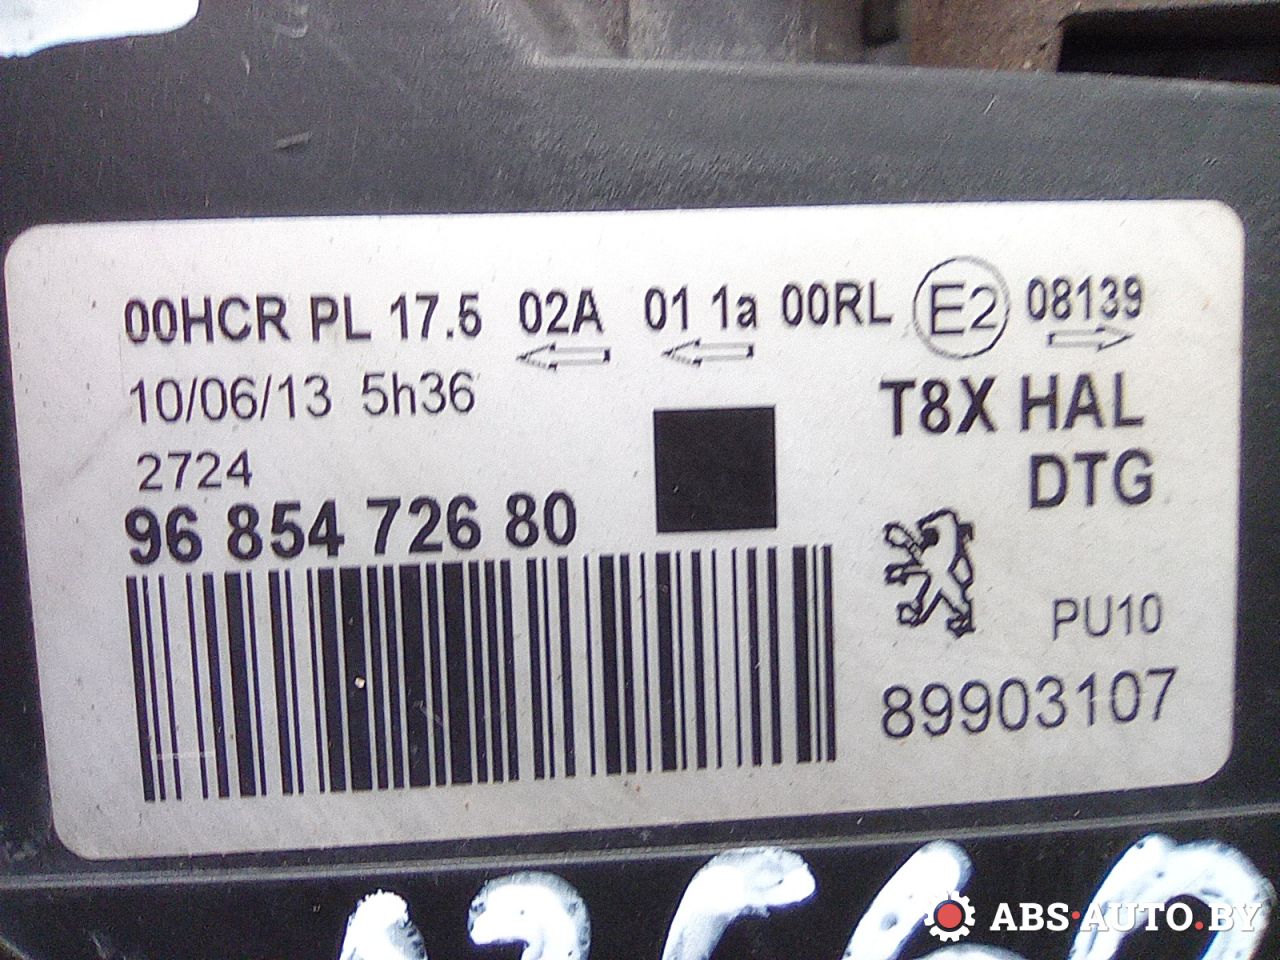 00HCR PL 17.5 02A 01 1a 00RL E2 08139
10/06/13 5h36
T8X HAL
2724
DTG
96 854 726 80
PU10
89903107
ABS-AUTO.BY